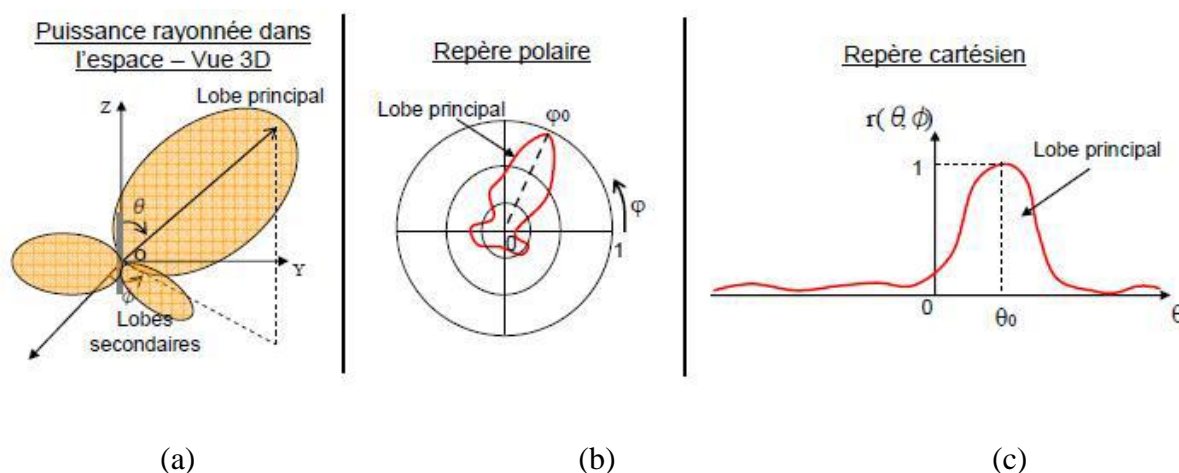 Puissance rayonnée dans
l'espace – Vue 3D
Z
Lobe principal
θ
O
Y
ϕ
Lobes
secondaires
(a)
Repère polaire
Lobe principal
φ0
φ
0
1
(b)
Repère cartésien
r(θ,ϕ)
1
Lobe principal
0
θ0
θ
(c)